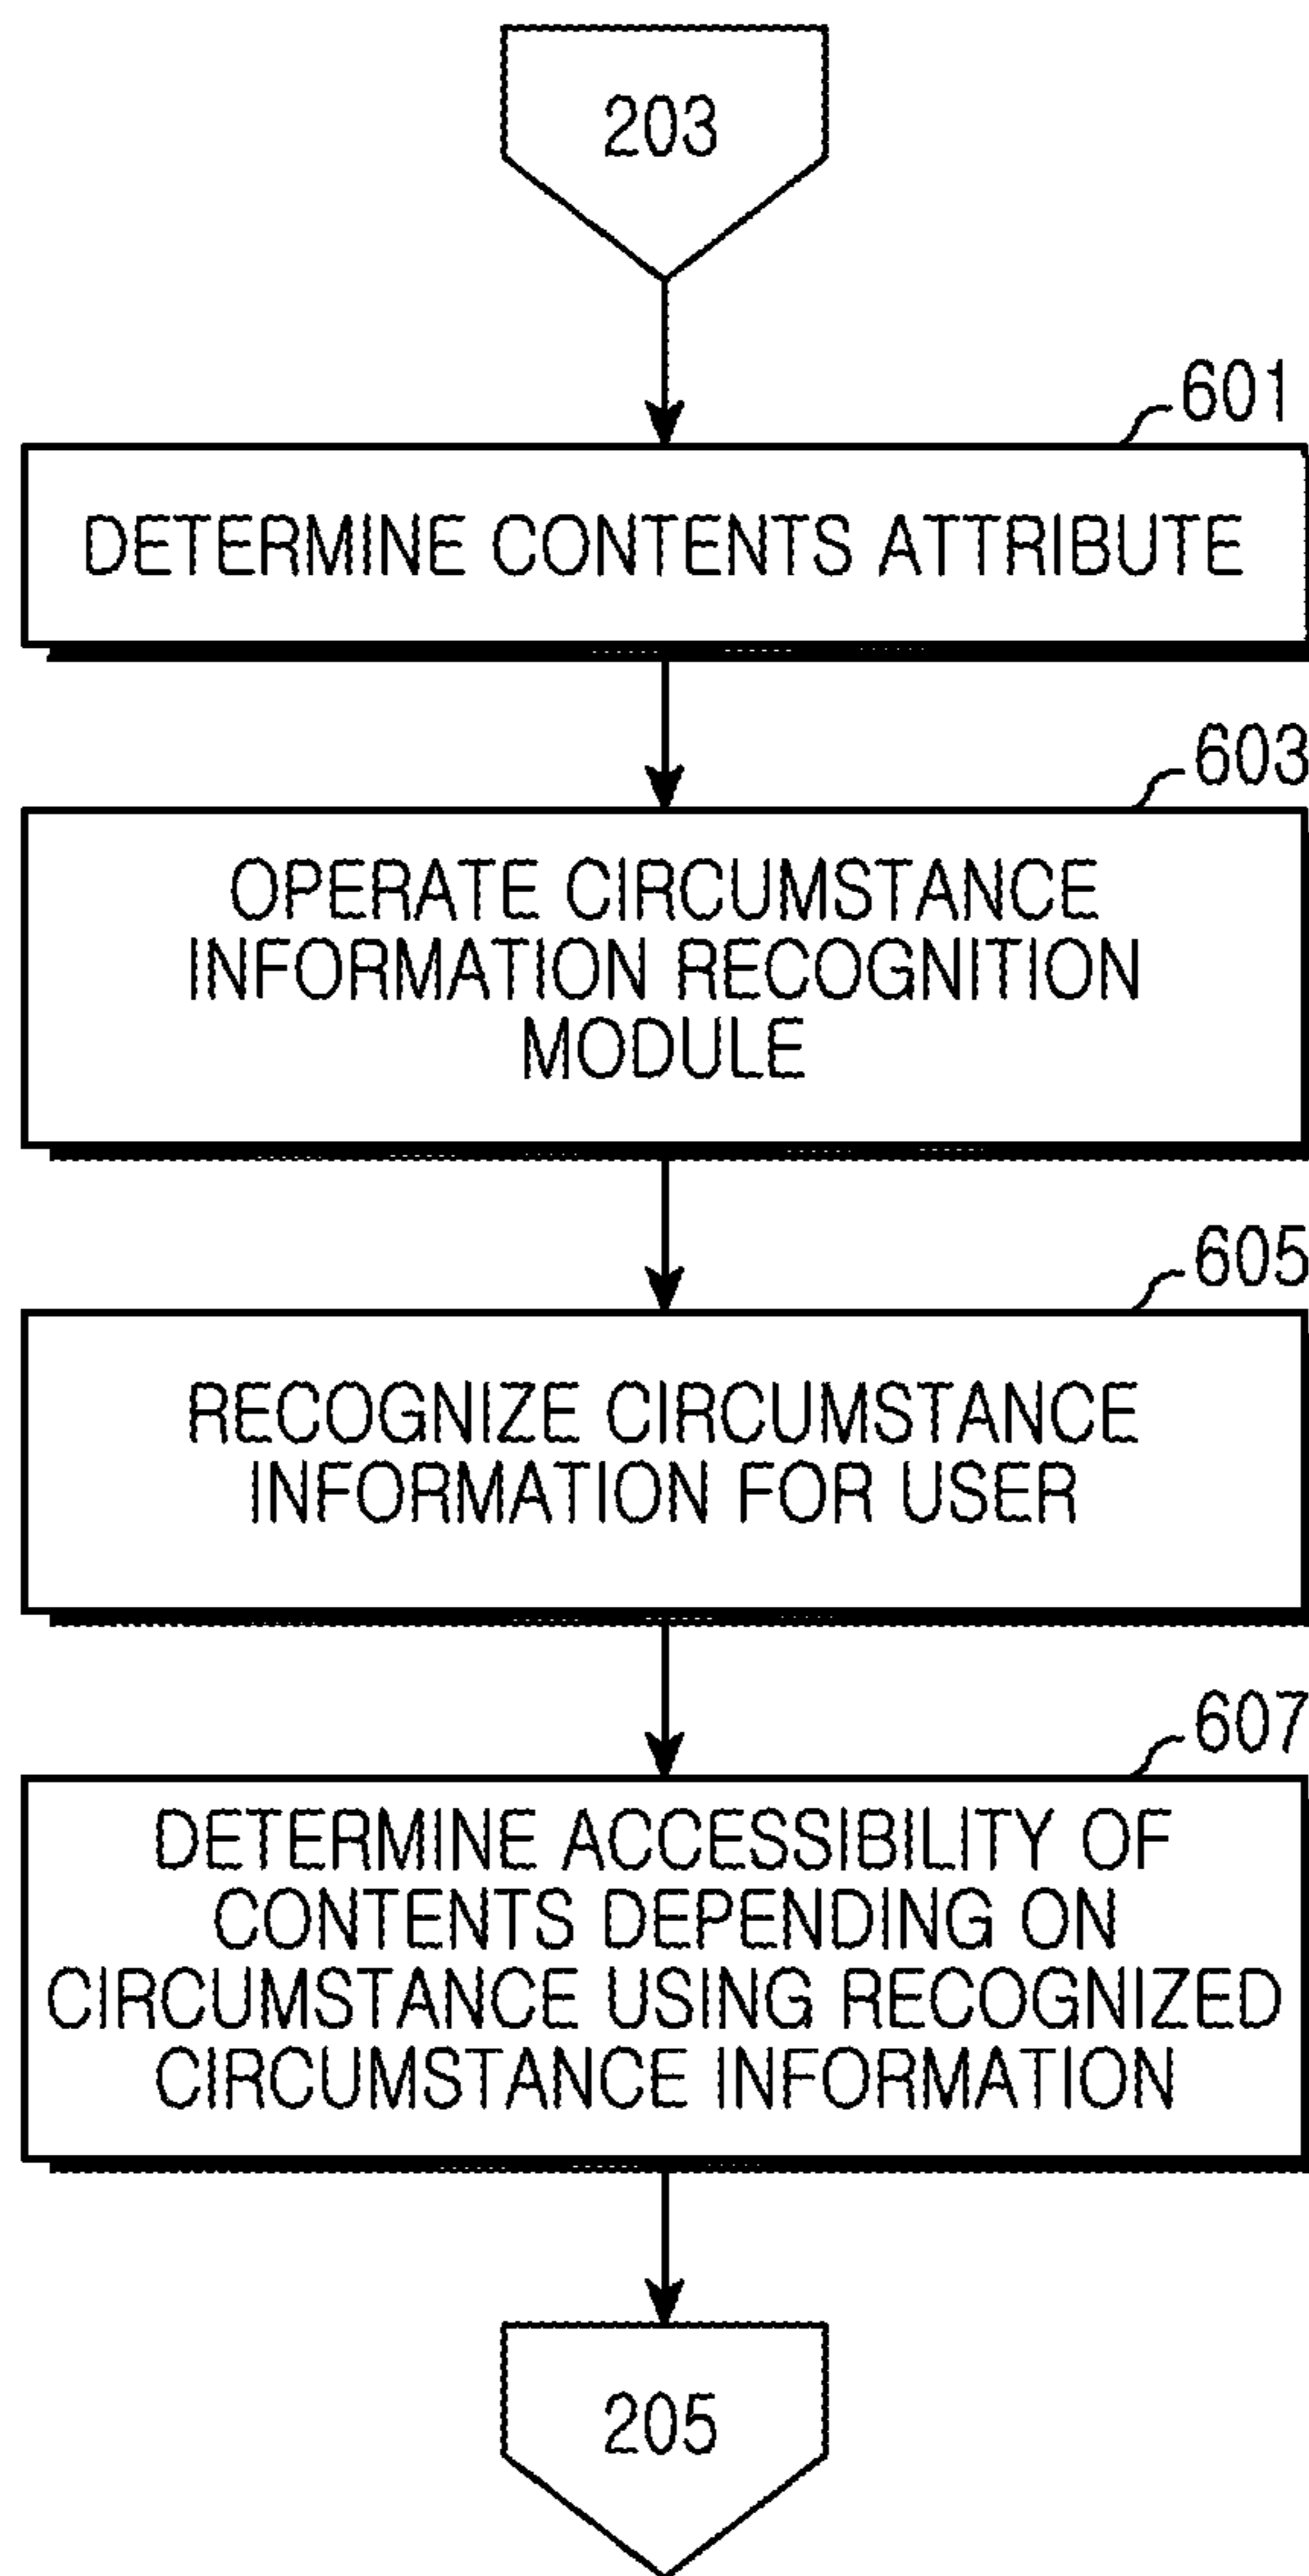 203
601
DETERMINE CONTENTS ATTRIBUTE
603
OPERATE CIRCUMSTANCE
INFORMATION RECOGNITION
MODULE
605
RECOGNIZE CIRCUMSTANCE
INFORMATION FOR USER
607
DETERMINE ACCESSIBILITY OF
CONTENTS DEPENDING ON
CIRCUMSTANCE USING RECOGNIZED
CIRCUMSTANCE INFORMATION
205